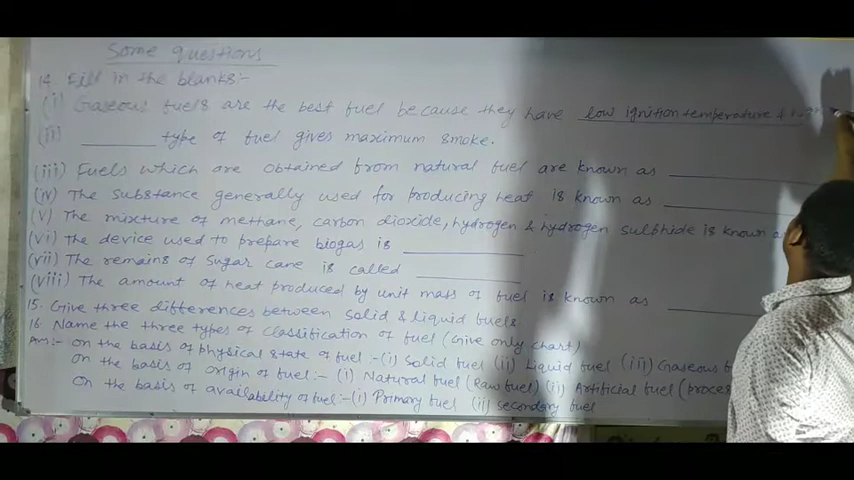 Some questions
14. Fill in the blanks:-
(i) Gaseous fuels are the best fuel because they have low ignition temperature &
(ii) ________ type of fuel gives maximum smoke.
(iii) Fuels which are obtained from natural fuel are known as ________
(iv) The substance generally used for producing heat is known as ________
(v) The mixture of methane, carbon dioxide, hydrogen & hydrogen sulphide is known
(vi) The device used to prepare biogas is ________
(vii) The remains of sugar cane is called ________
(viii) The amount of heat produced by unit mass of fuel is known as ________
15. Give three differences between solid & liquid fuels.
16. Name the three types of classification of fuel (Give only chart)
Ans:- on the basis of physical state of fuel:- (i) Solid fuel (ii) Liquid fuel (iii) Gaseous
on the basis of origin of fuel:- (i) Natural fuel (Raw fuel) (ii) Artificial fuel
on the basis of availability of fuel:- (i) Primary fuel (ii) secondary fuel